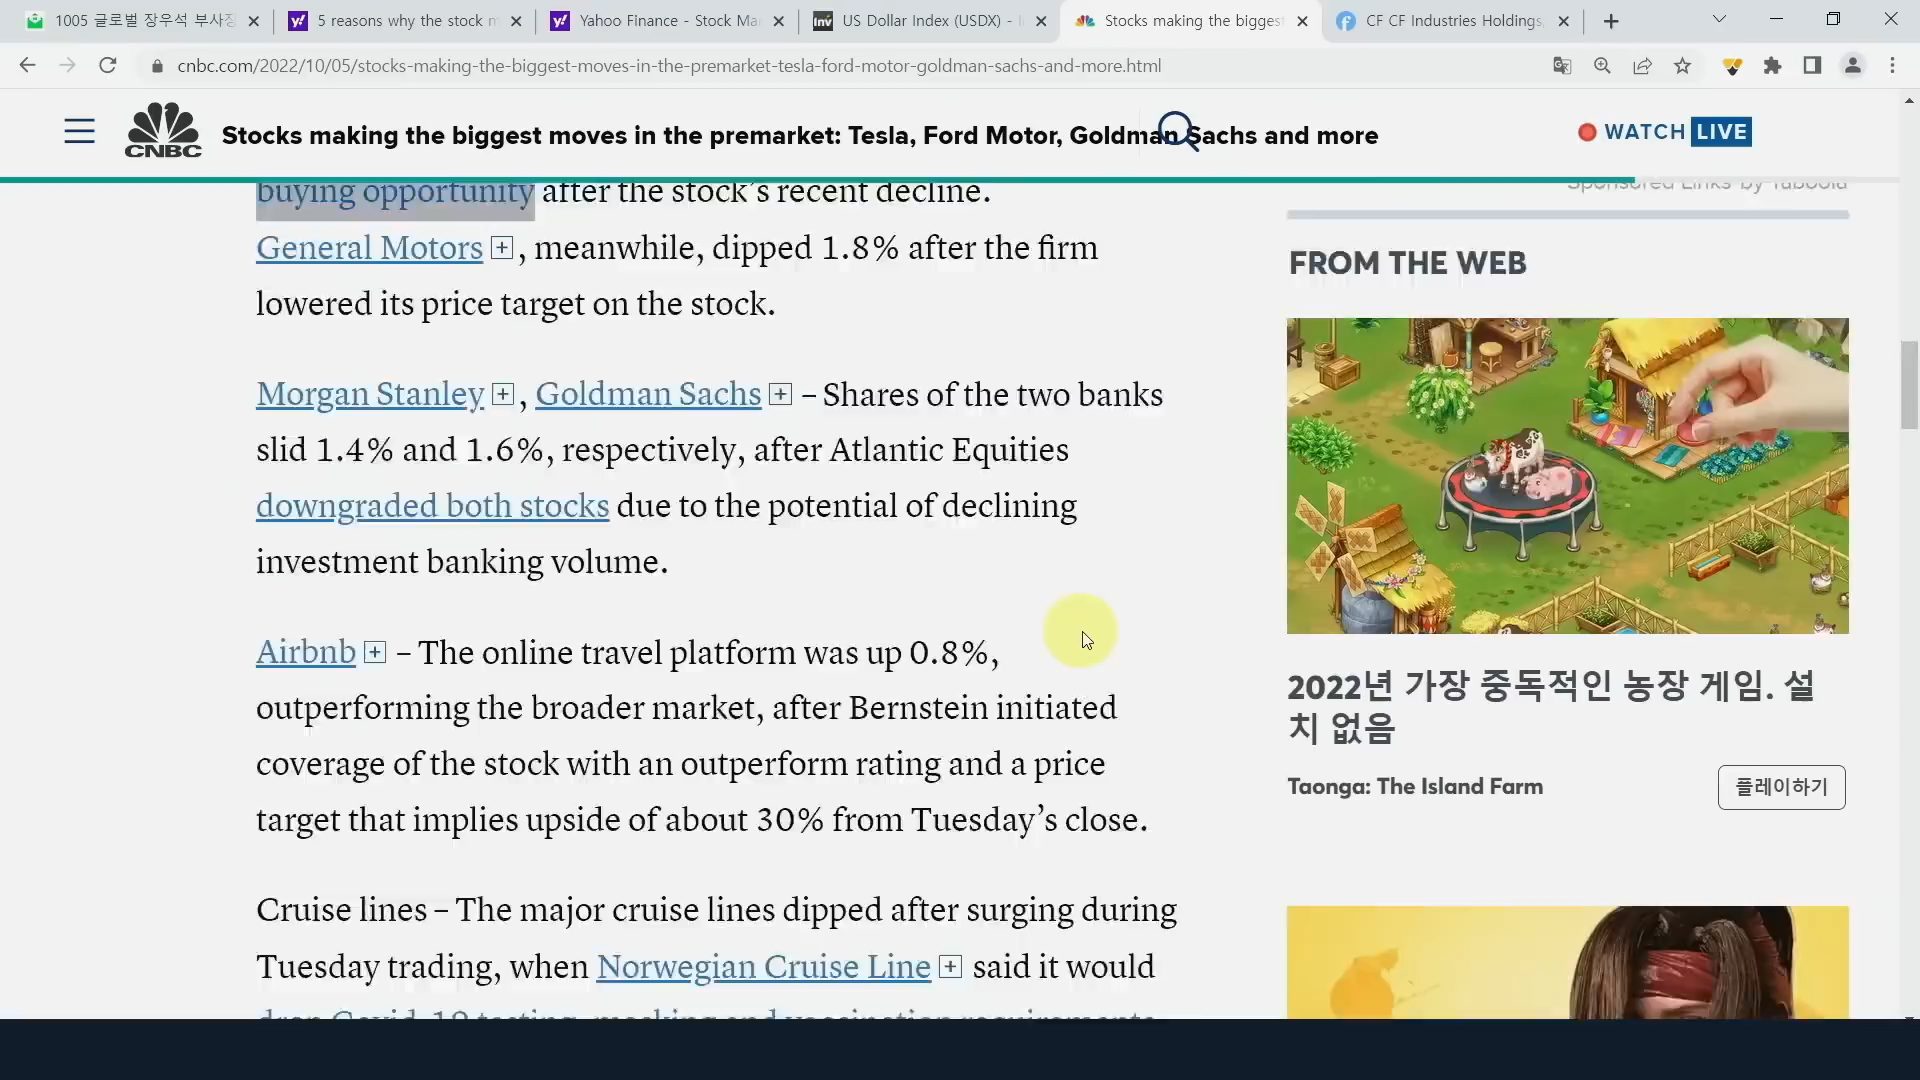 1005 글로벌 장우석 부사장
5 reasons why the stock m
Yahoo Finance - Stock Ma
US Dollar Index (USDX) -
Stocks making the biggest
CF CF Industries Holdings,
cnbc.com/2022/10/05/stocks-making-the-biggest-moves-in-the-premarket-tesla-ford-motor-goldman-sachs-and-more.html
CNBC
Stocks making the biggest moves in the premarket: Tesla, Ford Motor, Goldman Sachs and more
WATCH LIVE
buying opportunity after the stock’s recent decline.
General Motors, meanwhile, dipped 1.8% after the firm
lowered its price target on the stock.
Morgan Stanley, Goldman Sachs – Shares of the two banks
slid 1.4% and 1.6%, respectively, after Atlantic Equities
downgraded both stocks due to the potential of declining
investment banking volume.
Airbnb – The online travel platform was up 0.8%,
outperforming the broader market, after Bernstein initiated
coverage of the stock with an outperform rating and a price
target that implies upside of about 30% from Tuesday’s close.
Cruise lines – The major cruise lines dipped after surging during
Tuesday trading, when Norwegian Cruise Line said it would
drop Covid-19 testing, masking and vaccination requirements
Sponsored Links by Taboola
FROM THE WEB
2022년 가장 중독적인 농장 게임. 설
치 없음
Taonga: The Island Farm
플레이하기